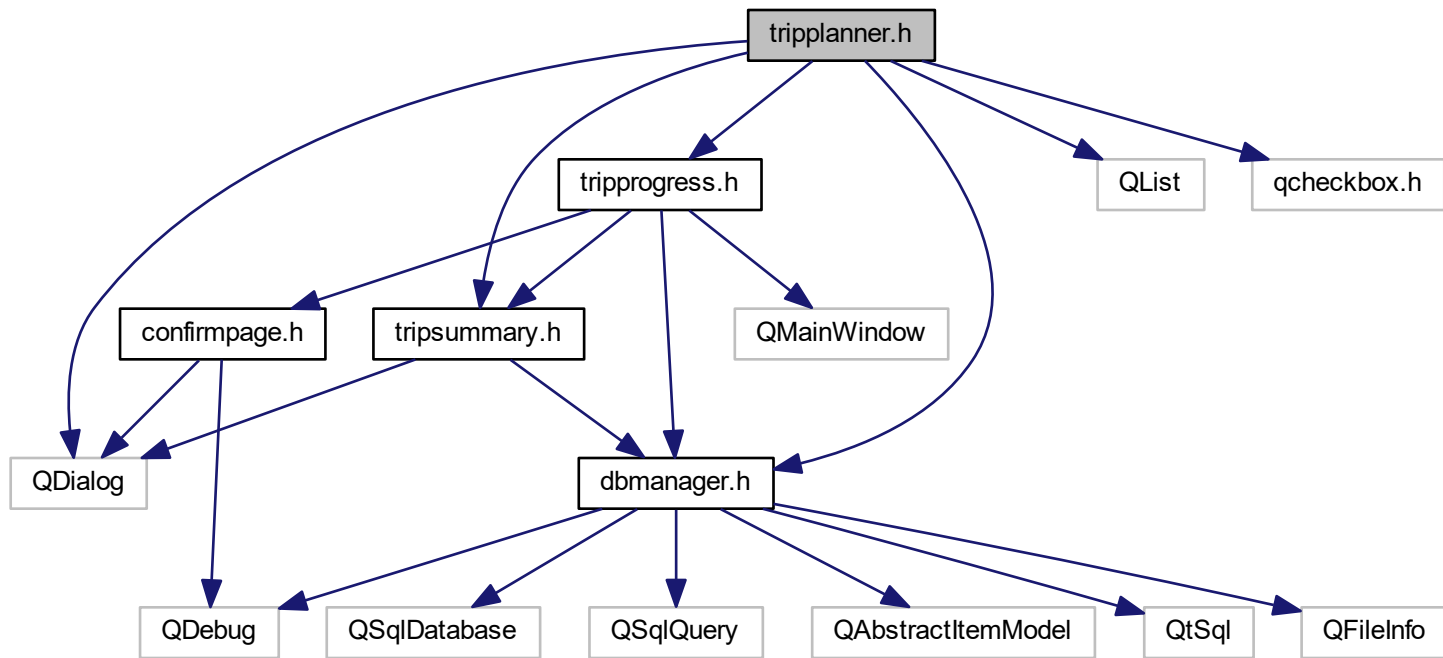 tripplanner.h
tripprogress.h
QList
qcheckbox.h
confirmpage.h
tripsummary.h
QMainWindow
QDialog
dbmanager.h
QDebug
QSqlDatabase
QSqlQuery
QAbstractItemModel
QtSql
QFileInfo